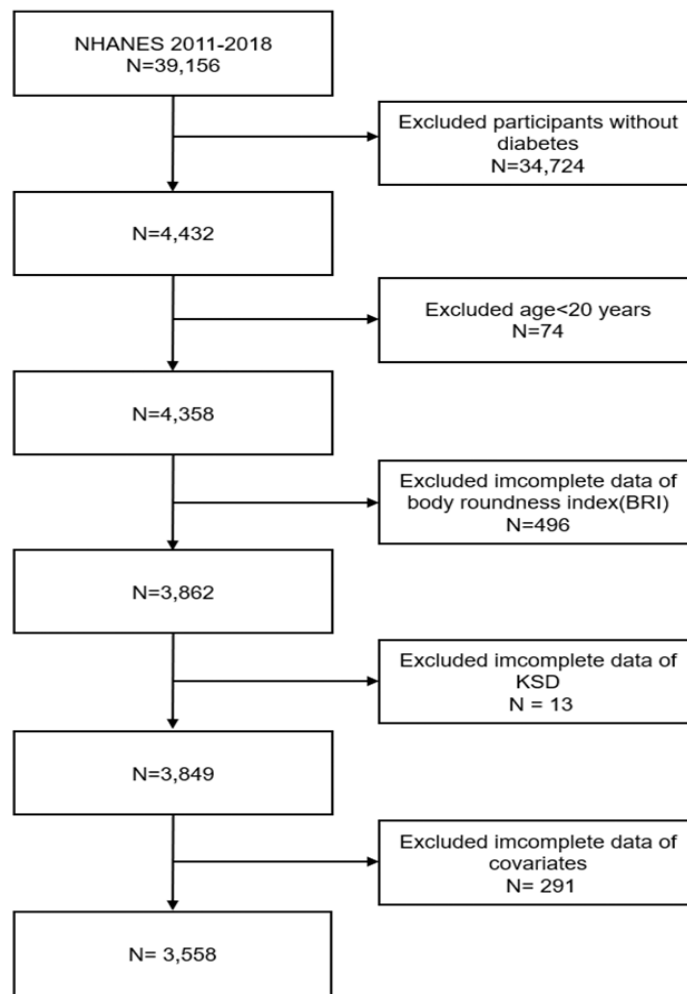 NHANES 2011-2018
N=39,156
Excluded participants without
diabetes
N=34,724
N=4,432
Excluded age<20 years
N=74
N=4,358
Excluded imcomplete data of
body roundness index(BRI)
N=496
N=3,862
Excluded imcomplete data of
KSD
N = 13
N=3,849
Excluded imcomplete data of
covariates
N= 291
N= 3,558